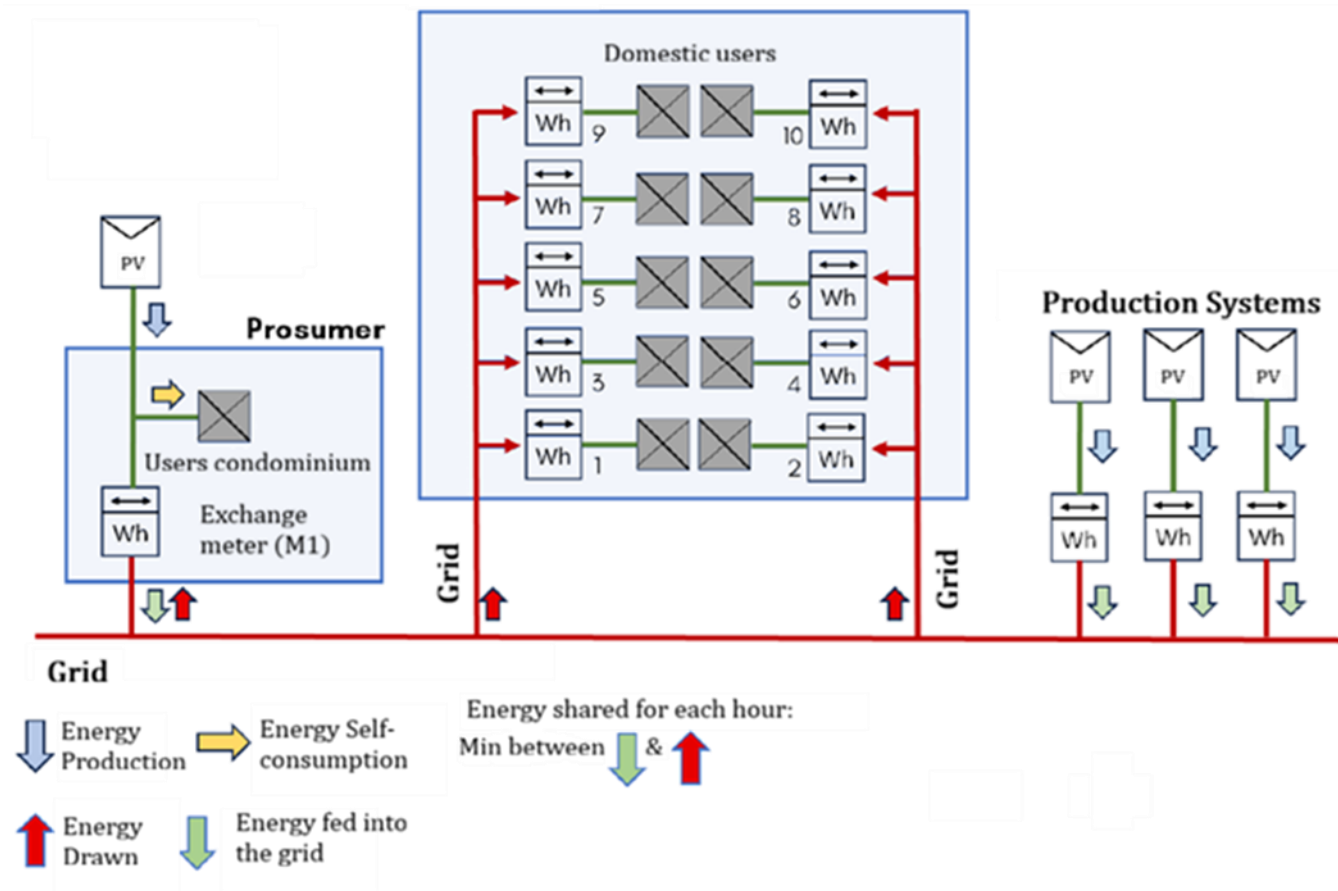 Domestic users
Wh
9
10
Wh
Wh
7
8
Wh
Wh
5
6
Wh
Wh
3
4
Wh
Wh
1
2
Wh
PV
Prosumer
Users condominium
Wh
Exchange
meter (M1)
Grid
Grid
Production Systems
PV
PV
PV
Wh
Wh
Wh
Grid
Energy
Production
Energy Self-
consumption
Energy shared for each hour:
Min between & 
Energy
Drawn
Energy fed into
the grid